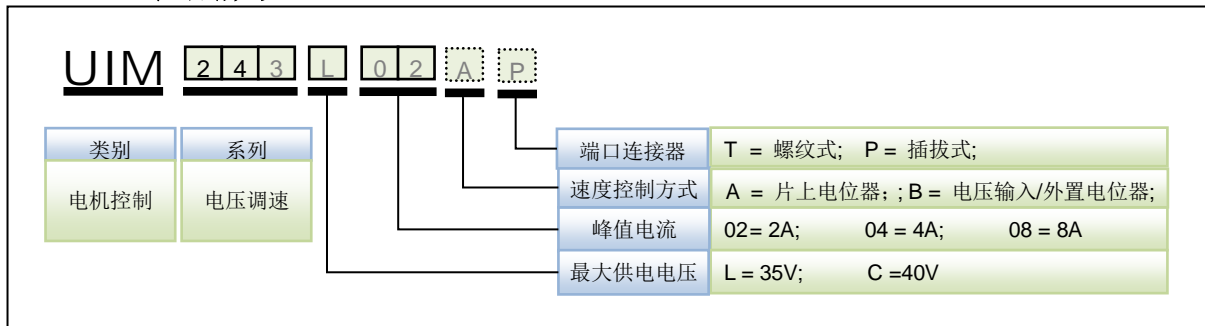 UIM 2 4 3 L 0 2 A P
类别 系列
电机控制 电压调速
端口连接器 T = 螺纹式; P = 插拔式;
速度控制方式 A = 片上电位器; ; B = 电压输入/外置电位器;
峰值电流 02= 2A; 04 = 4A; 08 = 8A
最大供电电压 L = 35V; C =40V